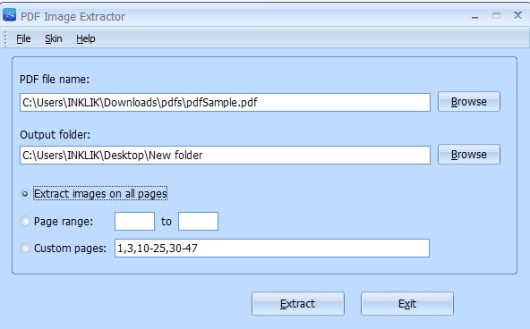 PDF Image Extractor
File Skin Help
PDF file name:
C:\Users\INKLIK\Downloads\pdfs\pdfSample.pdf Browse
Output folder:
C:\Users\INKLIK\Desktop\New folder Browse
Extract images on all pages
Page range: to
Custom pages: 1,3,10-25,30-47
Extract Exit